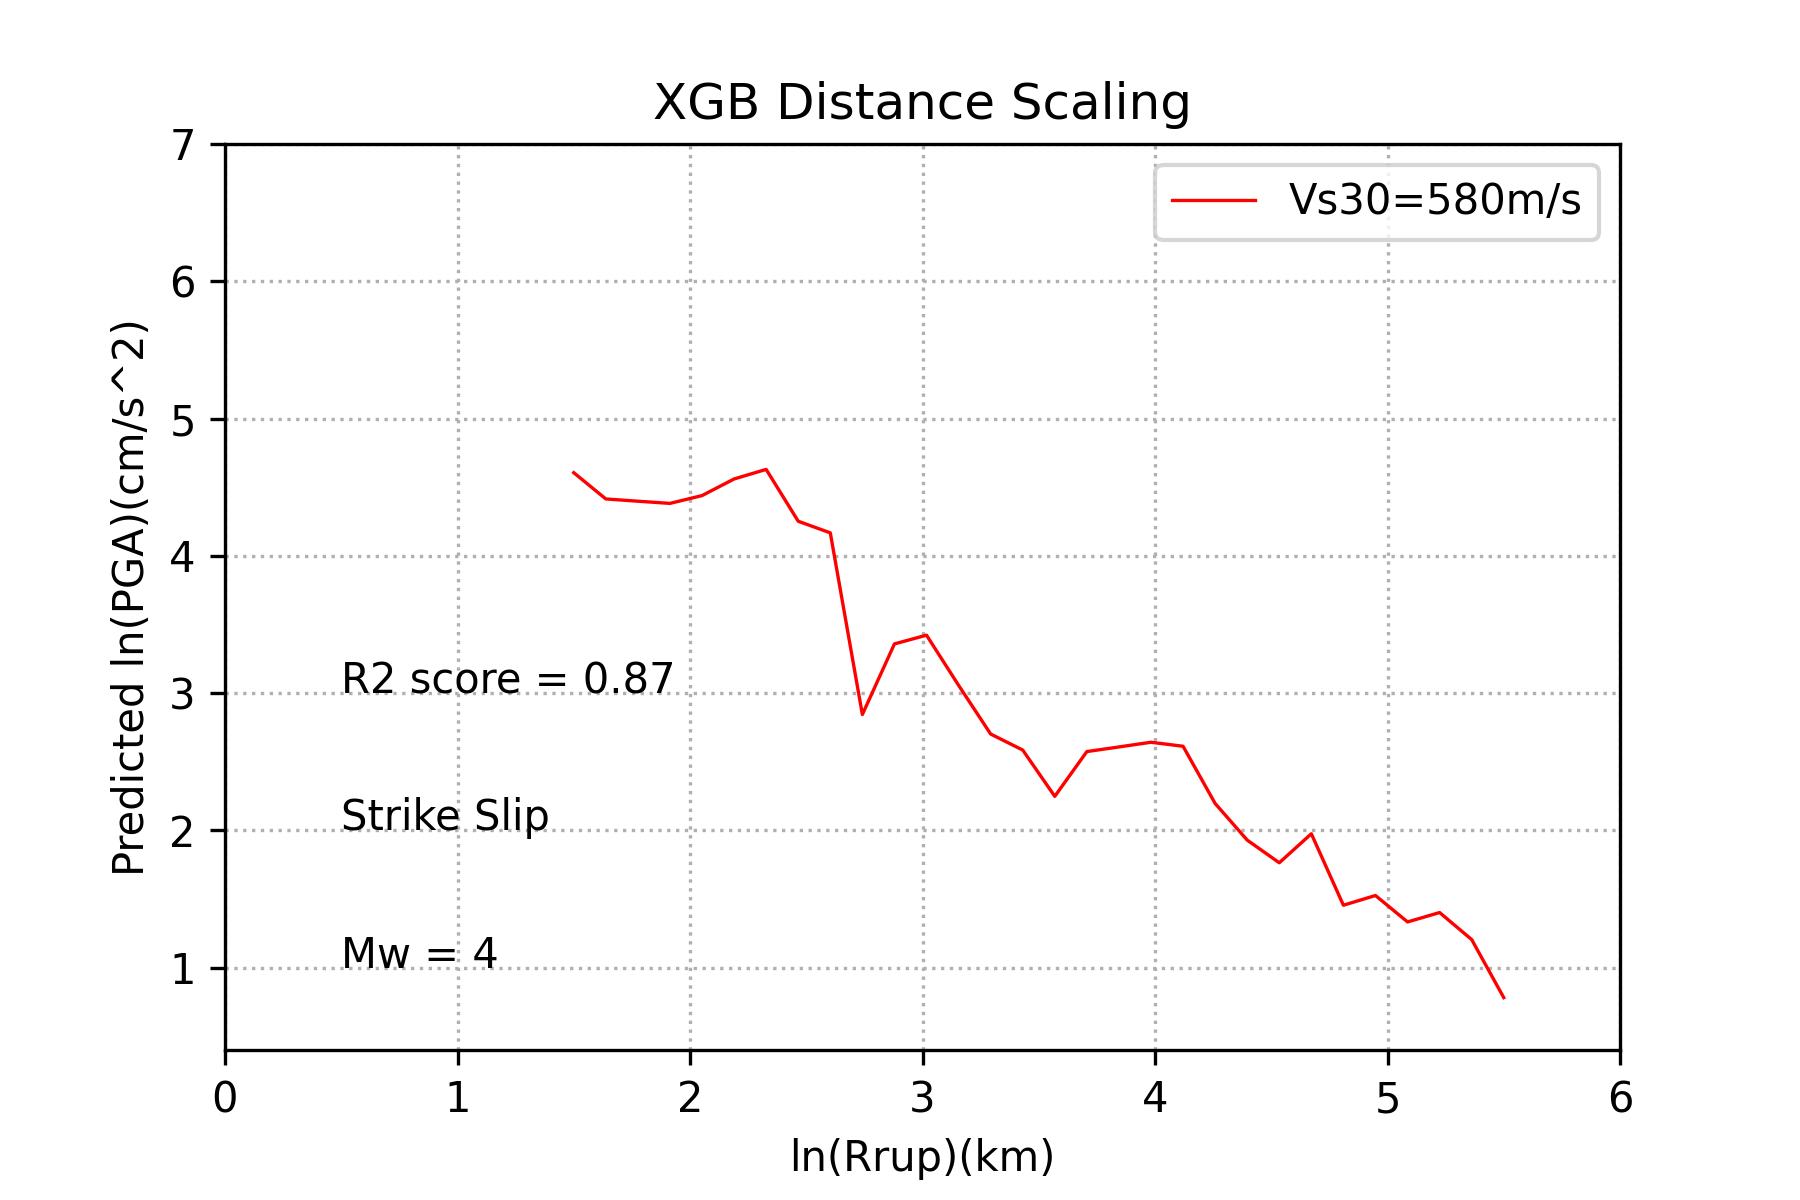 XGB Distance Scaling
7
6
5
4
3
2
1
Predicted ln(PGA)(cm/s^2)
Vs30=580m/s
R2 score = 0.87
Strike Slip
Mw = 4
0 1 2 3 4 5 6
ln(Rrup)(km)